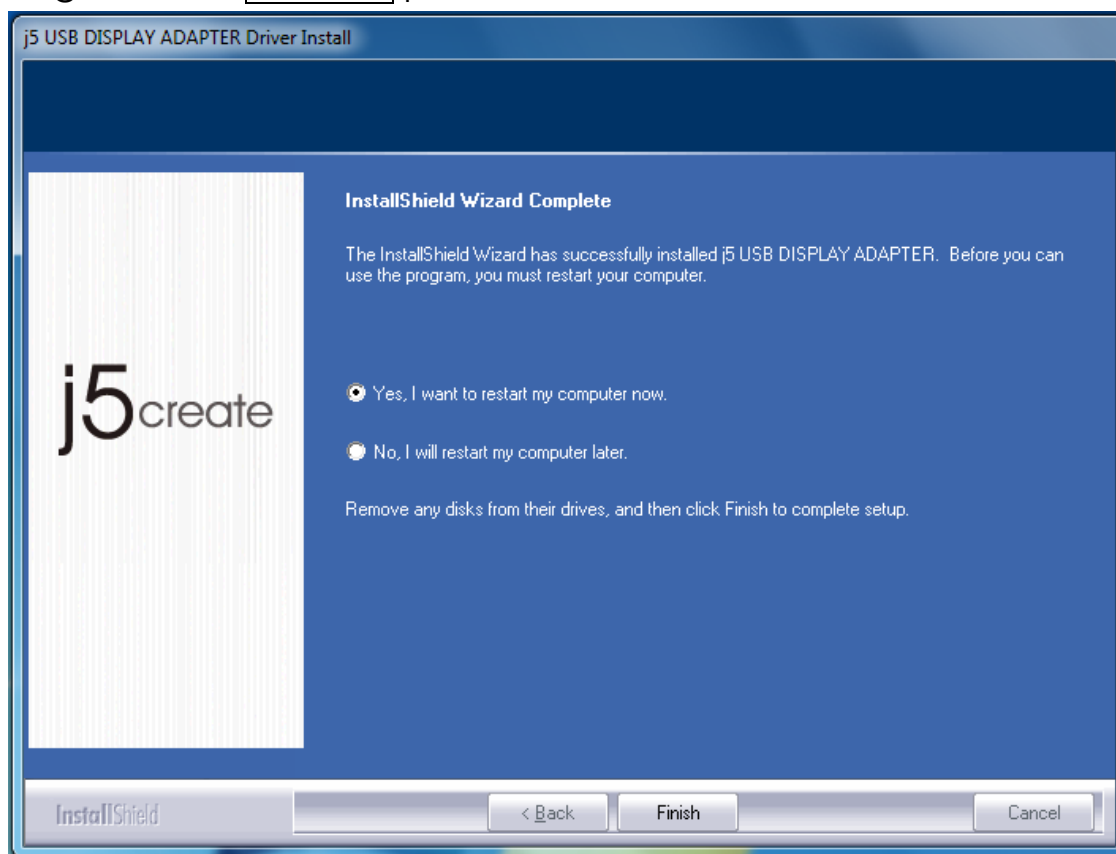 j5 USB DISPLAY ADAPTER Driver Install
InstallShield Wizard Complete
The InstallShield Wizard has successfully installed j5 USB DISPLAY ADAPTER. Before you can
use the program, you must restart your computer.
j5create
Yes, I want to restart my computer now.
No, I will restart my computer later.
Remove any disks from their drives, and then click Finish to complete setup.
InstallShield
< Back
Finish
Cancel